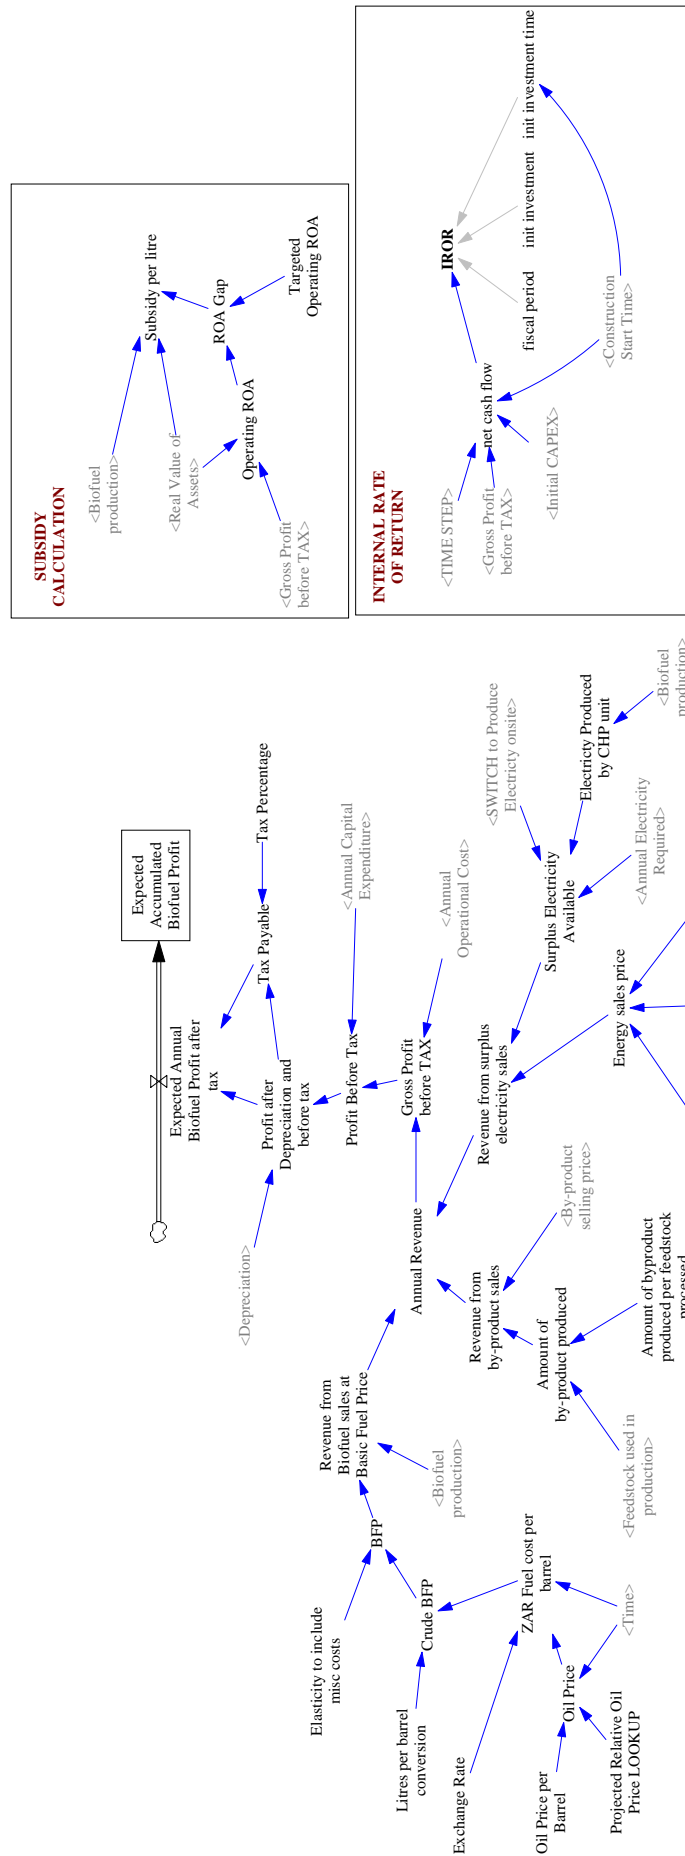 Expected
Accumulated
Biofuel Profit
Expected Annual
Biofuel Profit after
tax
<Depreciation>
Profit after
Depreciation and
before tax
Tax Payable
Tax Percentage
Profit Before Tax
<Annual Capital
Expenditure>
Gross Profit
before TAX
<Annual
Operational Cost>
Elasticity to include
misc costs
Revenue from
Biofuel sales at
Basic Fuel Price
BFP
Annual Revenue
Litres per barrel
conversion
Crude BFP
<Biofuel
production>
Exchange Rate
ZAR Fuel cost per
barrel
Revenue from
by-product sales
<By-product
selling price>
Revenue from surplus
electricity sales
<SWITCH to Produce
Electricty onsite>
Surplus Electricity
Available
Electricty Produced
by CHP unit
Oil Price per
Barrel
Oil Price
Amount of
by-product produced
Projected Relative Oil
Price LOOKUP
<Time>
<Feedstock used in
production>
Amount of byproduct
produced per feedstock
processed
Energy sales price
<Annual Electricity
Required>
<Biofuel
production>
SUBSIDY
CALCULATION
<Biofuel
production>
Subsidy per litre
<Real Value of
Assets>
ROA Gap
Operating ROA
<Gross Profit
before TAX>
Targeted
Operating ROA
INTERNAL RATE
OF RETURN
<TIME STEP>
IROR
<Gross Profit
before TAX>
net cash flow
<Initial CAPEX>
fiscal period
init investment
init investment time
<Construction
Start Time>